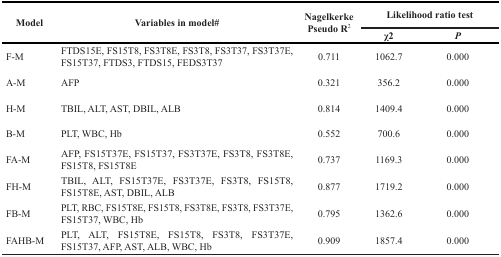 Model Variables in model# Nagelkerke Pseudo R² Likelihood ratio test
χ2 P
F-M FTDS15E, FS15T8, FS3T8E, FS3T8, FS3T37, FS3T37E, 0.711 1062.7 0.000
FS15T37, FTDS3, FTDS15, FEDS3T37
A-M AFP 0.321 356.2 0.000
H-M TBIL, ALT, AST, DBIL, ALB 0.814 1409.4 0.000
B-M PLT, WBC, Hb 0.552 700.6 0.000
FA-M AFP, FS15T37E, FS15T37, FS3T37E, FS3T8, FS3T8E, 0.737 1169.3 0.000
FS15T8, FS15T8E
FH-M TBIL, ALT, FS15T37E, FS3T37E, FS3T8, FS15T8, 0.877 1719.2 0.000
FS15T8E, AST, DBIL, ALB
FB-M PLT, RBC, FS15T8E, FS15T8, FS3T8E, FS3T8, FS3T37E, 0.795 1362.6 0.000
FS15T37, WBC, Hb
FAHB-M PLT, ALT, FS15T8E, FS15T8, FS3T8, FS3T37E, 0.909 1857.4 0.000
FS15T37, AFP, AST, ALB, WBC, Hb